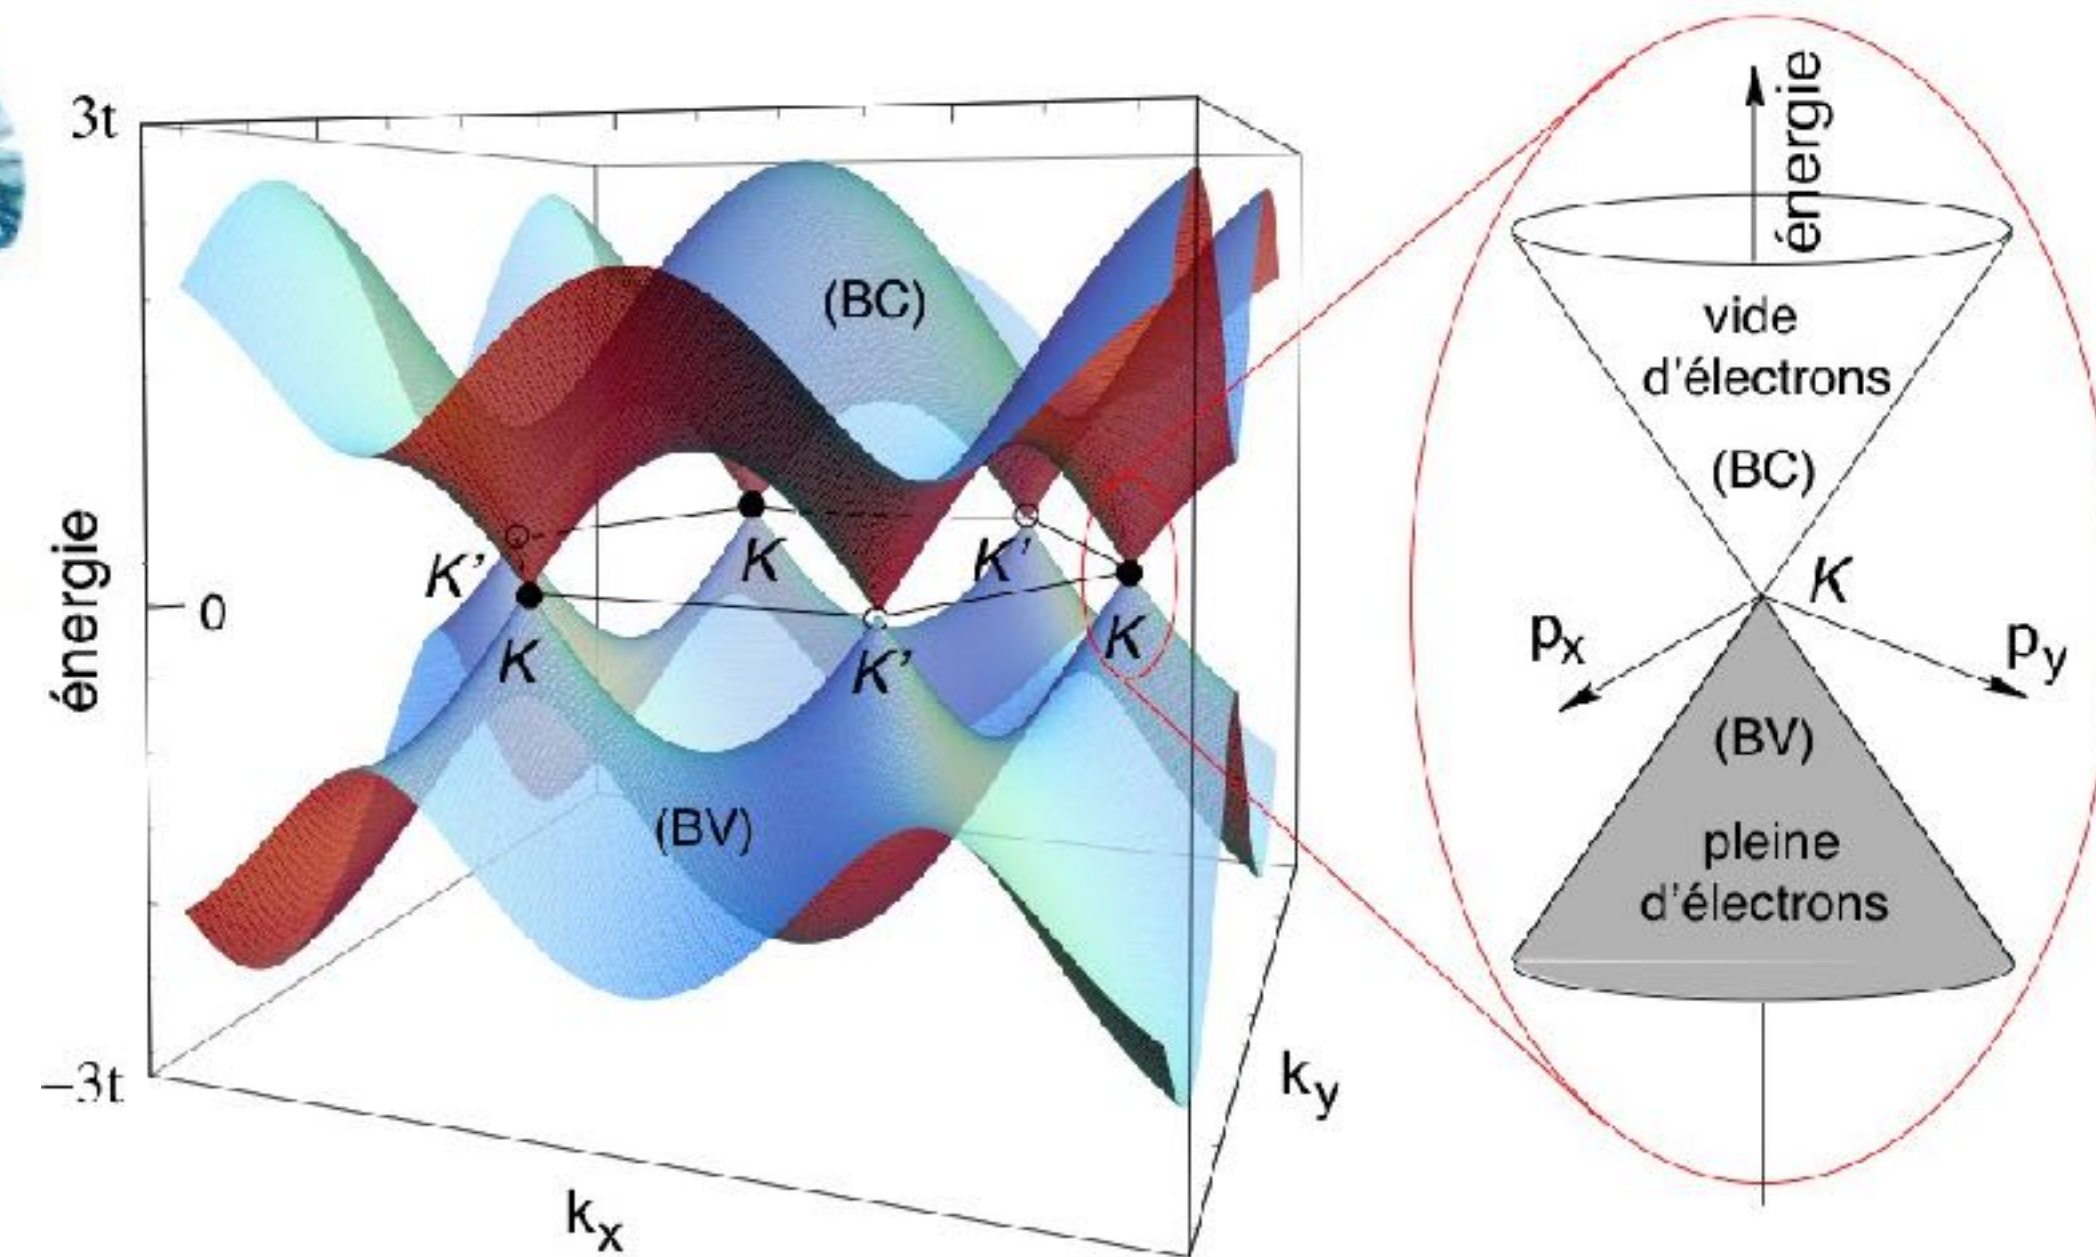 3t
énergie
0
−3t
(BC)
K'
K
K'
K
K'
K
(BV)
k_x
k_y
énergie
vide
d'électrons
(BC)
K
p_x
p_y
(BV)
pleine
d'électrons